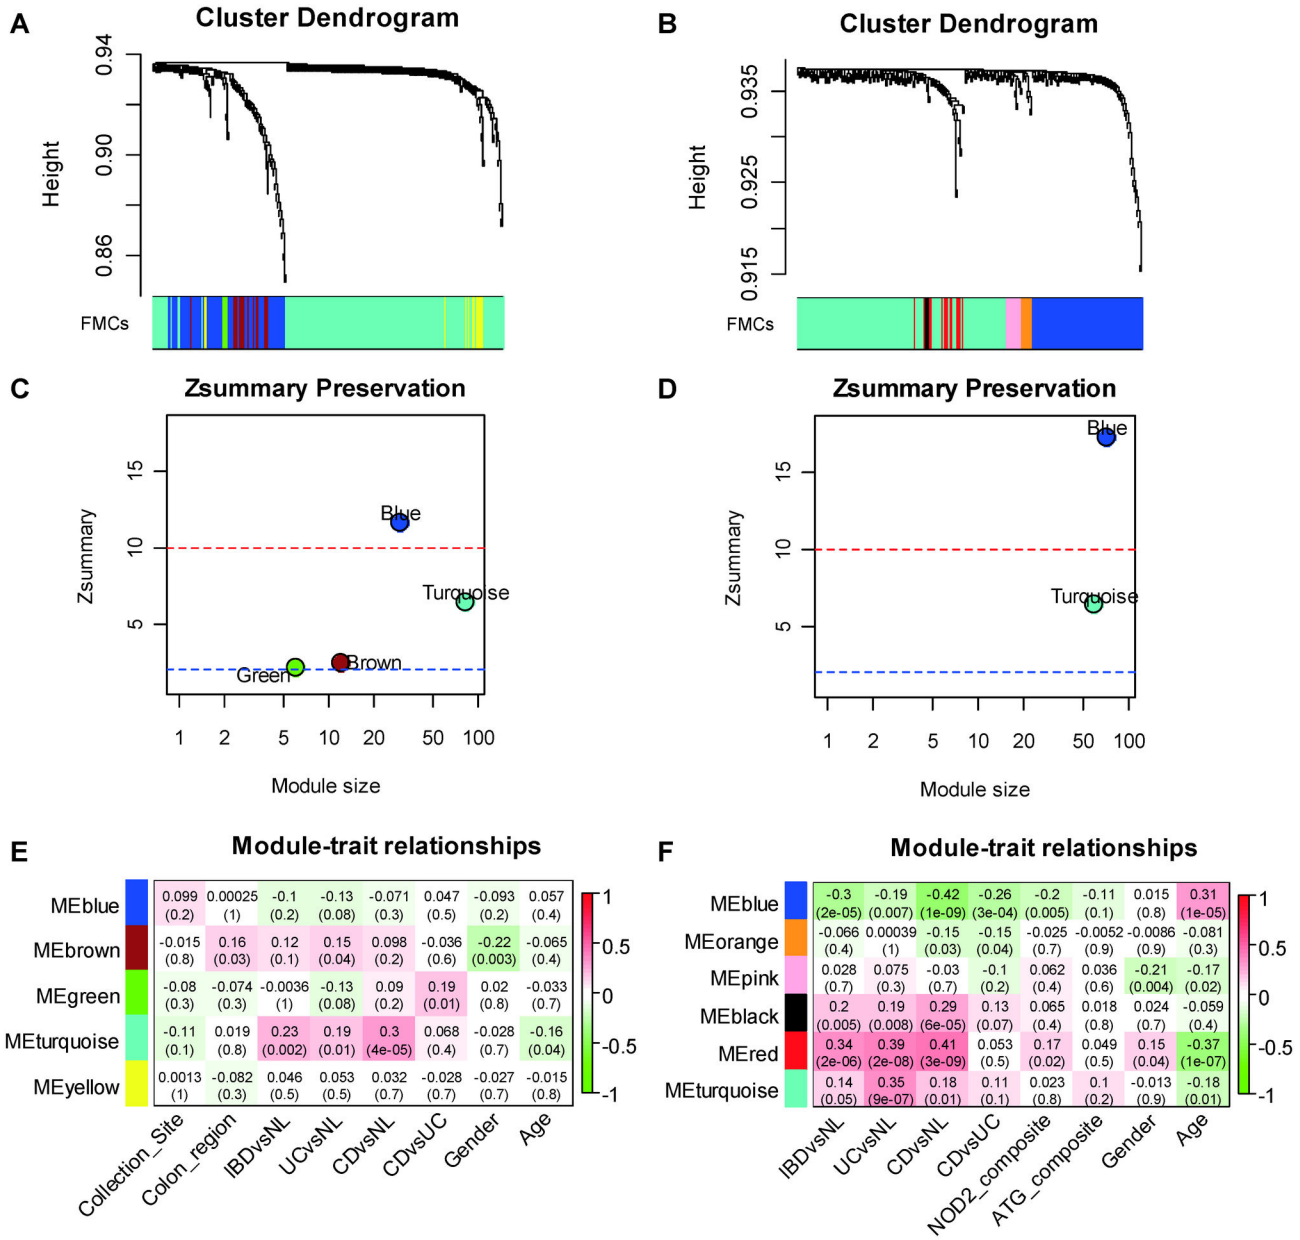 A
Cluster Dendrogram
Height
0.94
0.90
0.86
FMCs
B
Cluster Dendrogram
Height
0.935
0.925
0.915
FMCs
C
Zsummary Preservation
Zsummary
15
10
5
Blue
Turquoise
Green
Brown
1 2 5 10 20 50 100
Module size
D
Zsummary Preservation
Zsummary
15
10
5
Blue
Turquoise
1 2 5 10 20 50 100
Module size
E
Module-trait relationships
MEblue 0.099 0.00025 -0.1 -0.13 -0.071 0.047 -0.093 0.057
(0.2) (1) (0.2) (0.08) (0.3) (0.5) (0.2) (0.4)
MEbrown -0.015 0.16 0.12 0.15 0.098 -0.036 -0.22 -0.065
(0.8) (0.03) (0.1) (0.04) (0.2) (0.6) (0.003) (0.4)
MEgreen -0.08 -0.074 -0.0036 -0.13 0.09 0.19 0.02 -0.033
(0.3) (0.3) (1) (0.08) (0.2) (0.01) (0.8) (0.7)
MEturquoise -0.11 0.019 0.23 0.19 0.3 0.068 -0.028 -0.16
(0.1) (0.8) (0.002) (0.01) (4e-05) (0.4) (0.7) (0.04)
MEyellow 0.0013 -0.082 0.046 0.053 0.032 -0.028 -0.027 -0.015
(1) (0.3) (0.5) (0.5) (0.7) (0.7) (0.7) (0.8)
Collection_Site Colon_region IBDvsNL UCvsNL CDvsNL CDvsUC Gender Age
1
0.5
0
-0.5
-1
F
Module-trait relationships
MEblue -0.3 -0.19 -0.42 -0.26 -0.2 -0.11 0.015 0.31
(2e-05) (0.007) (1e-09) (3e-04) (0.005) (0.1) (0.8) (1e-05)
MEorange -0.066 0.00039 -0.15 -0.15 -0.025 -0.0052 -0.0086 -0.081
(0.4) (1) (0.03) (0.04) (0.7) (0.9) (0.9) (0.3)
MEpink 0.028 0.075 -0.03 -0.1 0.062 0.036 -0.21 -0.17
(0.7) (0.3) (0.7) (0.2) (0.4) (0.6) (0.004) (0.02)
MEblack 0.2 0.19 0.29 0.13 0.065 0.018 0.024 -0.059
(0.005) (0.008) (6e-05) (0.07) (0.4) (0.8) (0.7) (0.4)
MEred 0.34 0.39 0.41 0.053 0.17 0.049 0.15 -0.37
(2e-06) (2e-08) (3e-09) (0.5) (0.02) (0.5) (0.04) (1e-07)
MEturquoise 0.14 0.35 0.18 0.11 0.023 0.1 -0.013 -0.18
(0.05) (9e-07) (0.01) (0.1) (0.8) (0.2) (0.9) (0.01)
IBDvsNL UCvsNL CDvsNL CDvsUC NOD2_composite ATG_composite Gender Age
1
0.5
0
-0.5
-1